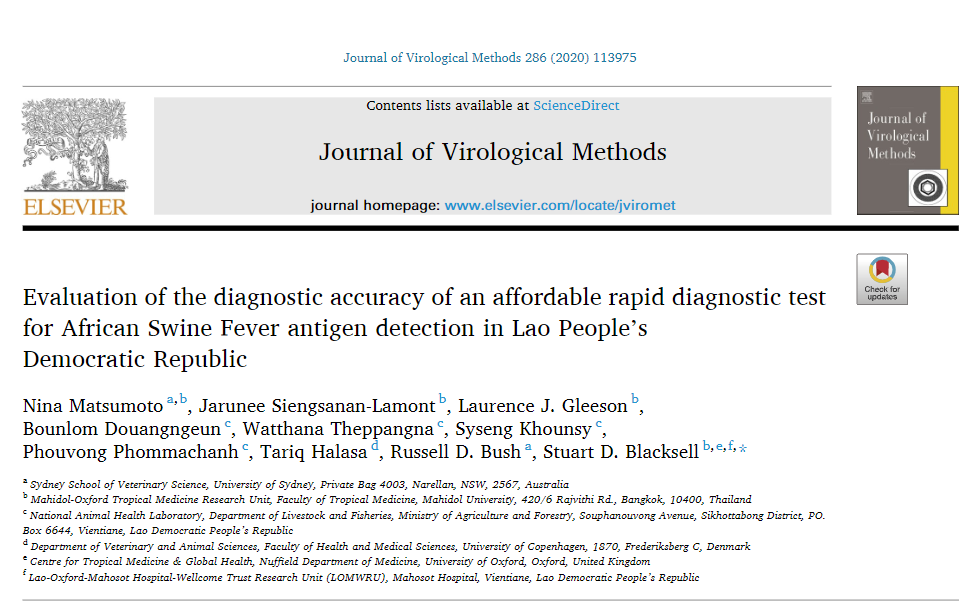 Journal of Virological Methods 286 (2020) 113975
Contents lists available at ScienceDirect
Journal of Virological Methods
journal homepage: www.elsevier.com/locate/jviromet
ELSEVIER
Journal of
Virological
Methods
Check for
updates
Evaluation of the diagnostic accuracy of an affordable rapid diagnostic test
for African Swine Fever antigen detection in Lao People’s
Democratic Republic
Nina Matsumoto a,b, Jarunee Siengsanan-Lamont b, Laurence J. Gleeson b,
Bounlom Douangngeun c, Watthana Theppangna c, Syseng Khounsy c,
Phouvong Phommachanh c, Tariq Halasa d, Russell D. Bush a, Stuart D. Blacksell b,e,f,*
a Sydney School of Veterinary Science, University of Sydney, Private Bag 4003, Narellan, NSW, 2567, Australia
b Mahidol-Oxford Tropical Medicine Research Unit, Faculty of Tropical Medicine, Mahidol University, 420/6 Rajvithi Rd., Bangkok, 10400, Thailand
c National Animal Health Laboratory, Department of Livestock and Fisheries, Ministry of Agriculture and Forestry, Souphanouvong Avenue, Sikhottabong District, PO.
Box 6644, Vientiane, Lao Democratic People’s Republic
d Department of Veterinary and Animal Sciences, Faculty of Health and Medical Sciences, University of Copenhagen, 1870, Frederiksberg C, Denmark
e Centre for Tropical Medicine & Global Health, Nuffield Department of Medicine, University of Oxford, Oxford, United Kingdom
f Lao-Oxford-Mahosot Hospital-Wellcome Trust Research Unit (LOMWRU), Mahosot Hospital, Vientiane, Lao Democratic People’s Republic